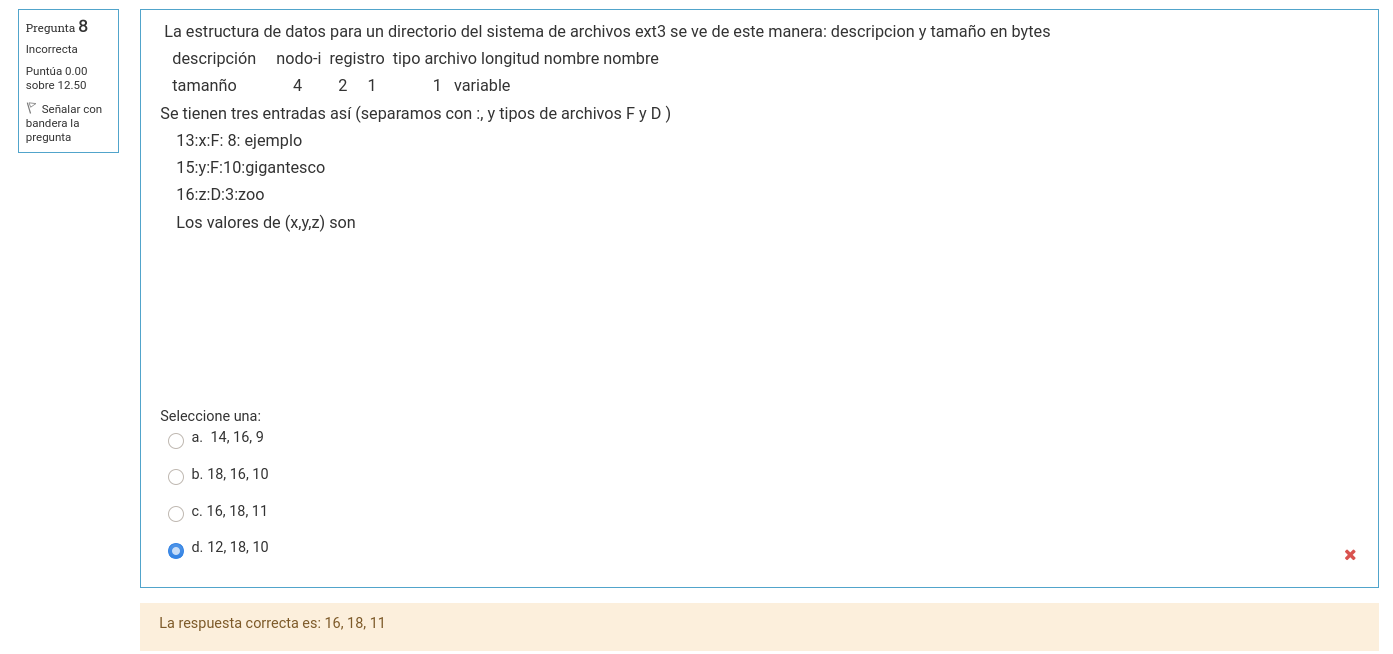 Pregunta 8
Incorrecta
Puntúa 0.00
sobre 12.50
Señalar con
bandera la
pregunta
La estructura de datos para un directorio del sistema de archivos ext3 se ve de este manera: descripcion y tamaño en bytes
descripción nodo-i registro tipo archivo longitud nombre nombre
tamanño 4 2 1 1 variable
Se tienen tres entradas así (separamos con :, y tipos de archivos F y D )
13:x:F: 8: ejemplo
15:y:F:10:gigantesco
16:z:D:3:zoo
Los valores de (x,y,z) son
Seleccione una:
a. 14, 16, 9
b. 18, 16, 10
c. 16, 18, 11
d. 12, 18, 10
La respuesta correcta es: 16, 18, 11